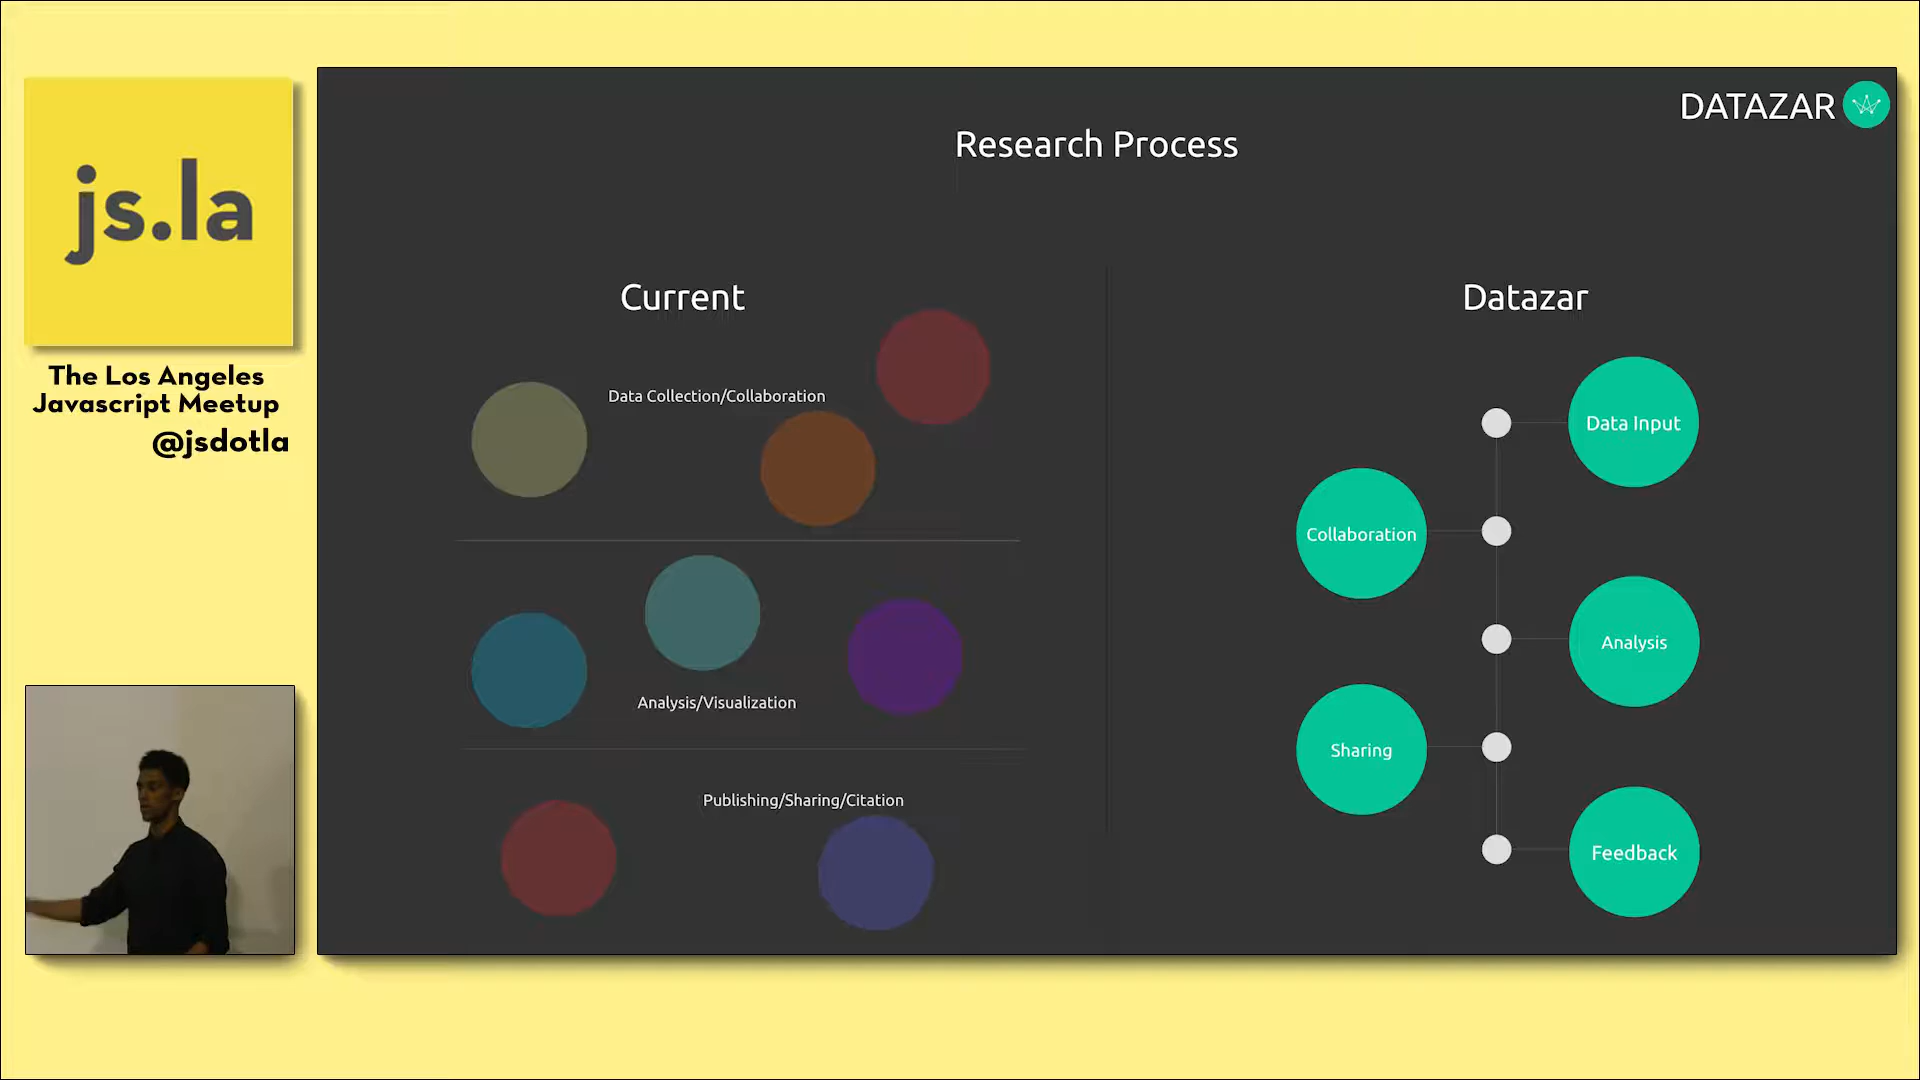 js.la
The Los Angeles
Javascript Meetup
@jsdotla
DATAZAR
Research Process
Current
Data Collection/Collaboration
Analysis/Visualization
Publishing/Sharing/Citation
Datazar
Data Input
Collaboration
Analysis
Sharing
Feedback